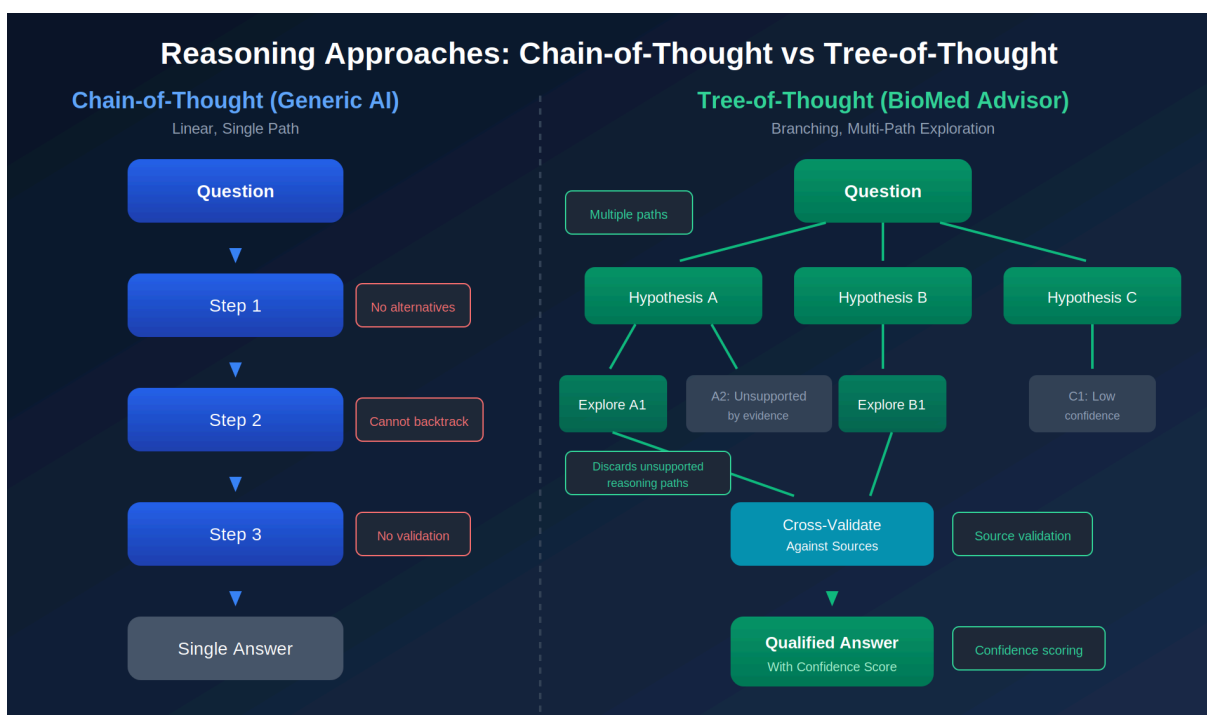 Reasoning Approaches: Chain-of-Thought vs Tree-of-Thought
Chain-of-Thought (Generic AI)
Linear, Single Path
Question
Step 1
No alternatives
Step 2
Cannot backtrack
Step 3
No validation
Single Answer
Tree-of-Thought (BioMed Advisor)
Branching, Multi-Path Exploration
Question
Multiple paths
Hypothesis A
Hypothesis B
Hypothesis C
Explore A1
A2: Unsupported
by evidence
Explore B1
C1: Low
confidence
Discards unsupported
reasoning paths
Cross-Validate
Against Sources
Source validation
Qualified Answer
With Confidence Score
Confidence scoring